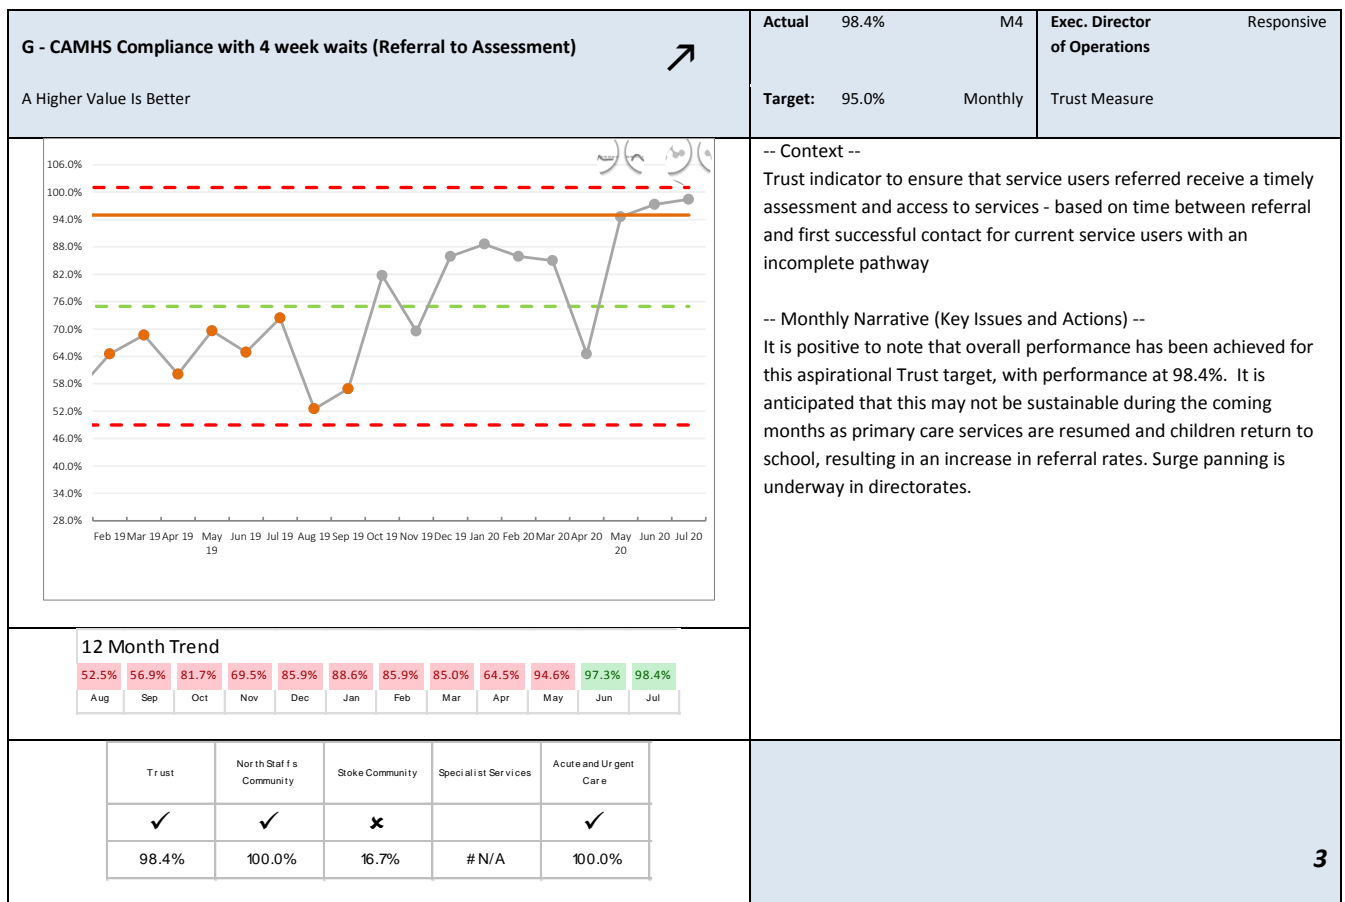 G - CAMHS Compliance with 4 week waits (Referral to Assessment)
A Higher Value Is Better
Actual 98.4% M4
Target: 95.0% Monthly
Exec. Director Responsive
of Operations
Trust Measure
106.0%
100.0%
94.0%
88.0%
82.0%
76.0%
70.0%
64.0%
58.0%
52.0%
46.0%
40.0%
34.0%
28.0%
Feb 19 Mar 19 Apr 19 May 19 Jun 19 Jul 19 Aug 19 Sep 19 Oct 19 Nov 19 Dec 19 Jan 20 Feb 20 Mar 20 Apr 20 May 20 Jun 20 Jul 20
-- Context --
Trust indicator to ensure that service users referred receive a timely
assessment and access to services - based on time between referral
and first successful contact for current service users with an
incomplete pathway
-- Monthly Narrative (Key Issues and Actions) --
It is positive to note that overall performance has been achieved for
this aspirational Trust target, with performance at 98.4%.  It is
anticipated that this may not be sustainable during the coming
months as primary care services are resumed and children return to
school, resulting in an increase in referral rates. Surge panning is
underway in directorates.
12 Month Trend
52.5% 56.9% 81.7% 69.5% 85.9% 88.6% 85.9% 85.0% 64.5% 94.6% 97.3% 98.4%
Aug Sep Oct Nov Dec Jan Feb Mar Apr May Jun Jul
Trust North Staffs Community Stoke Community Specialist Services Acute and Urgent Care
✓ ✓ ✗ ✓
98.4% 100.0% 16.7% #N/A 100.0%
3